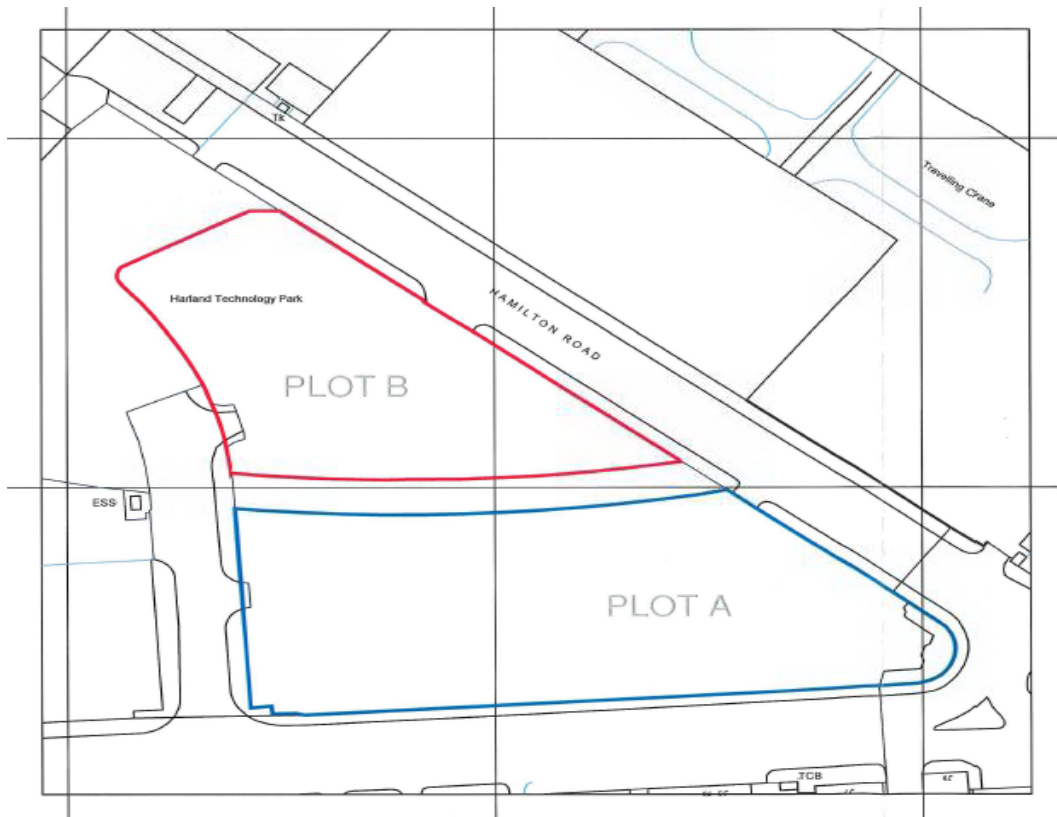 TK
Travelling Crane
Harland Technology Park
HAMILTON ROAD
PLOT B
ESS
PLOT A
TCB